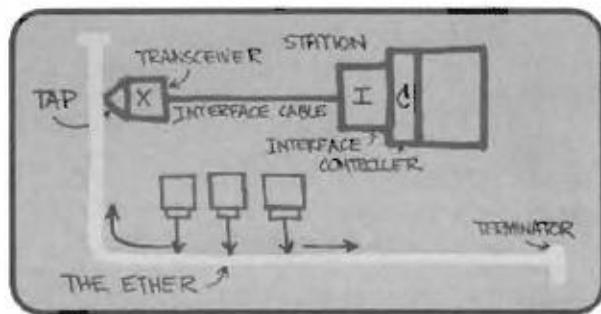 STATION
TRANSCEIVER
TAP
X
I
C
INTERFACE CABLE
INTERFACE
CONTROLLER
TERMINATOR
THE ETHER